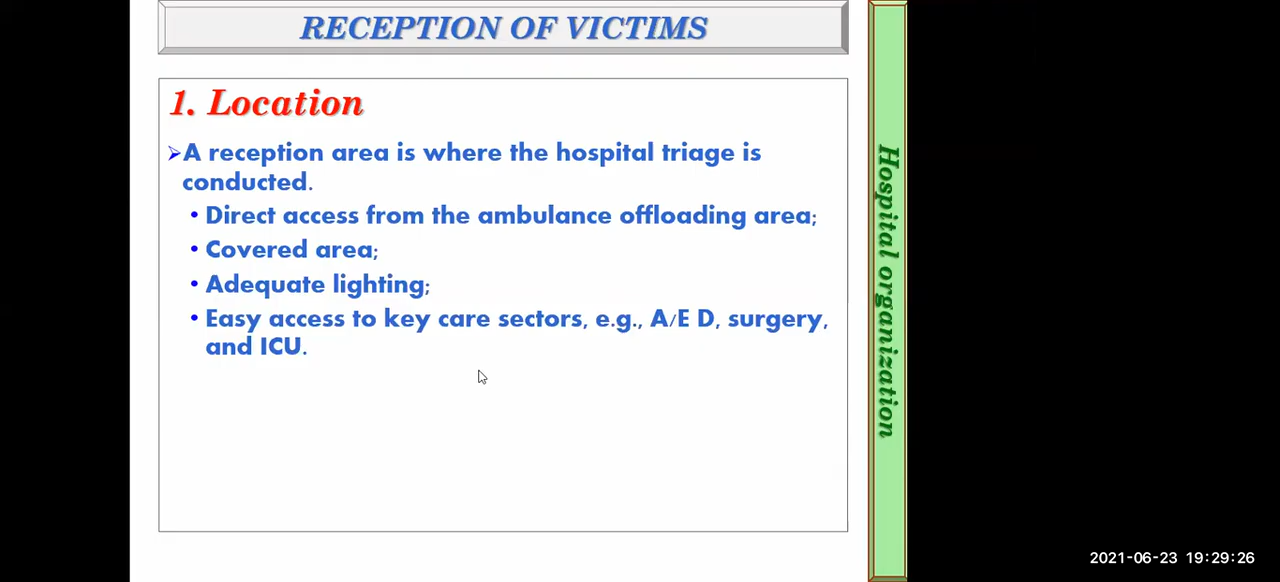 RECEPTION OF VICTIMS
1. Location
➢A reception area is where the hospital triage is
conducted.
• Direct access from the ambulance offloading area;
• Covered area;
• Adequate lighting;
• Easy access to key care sectors, e.g., A/E D, surgery,
and ICU.
Hospital organization
2021-06-23 19:29:26